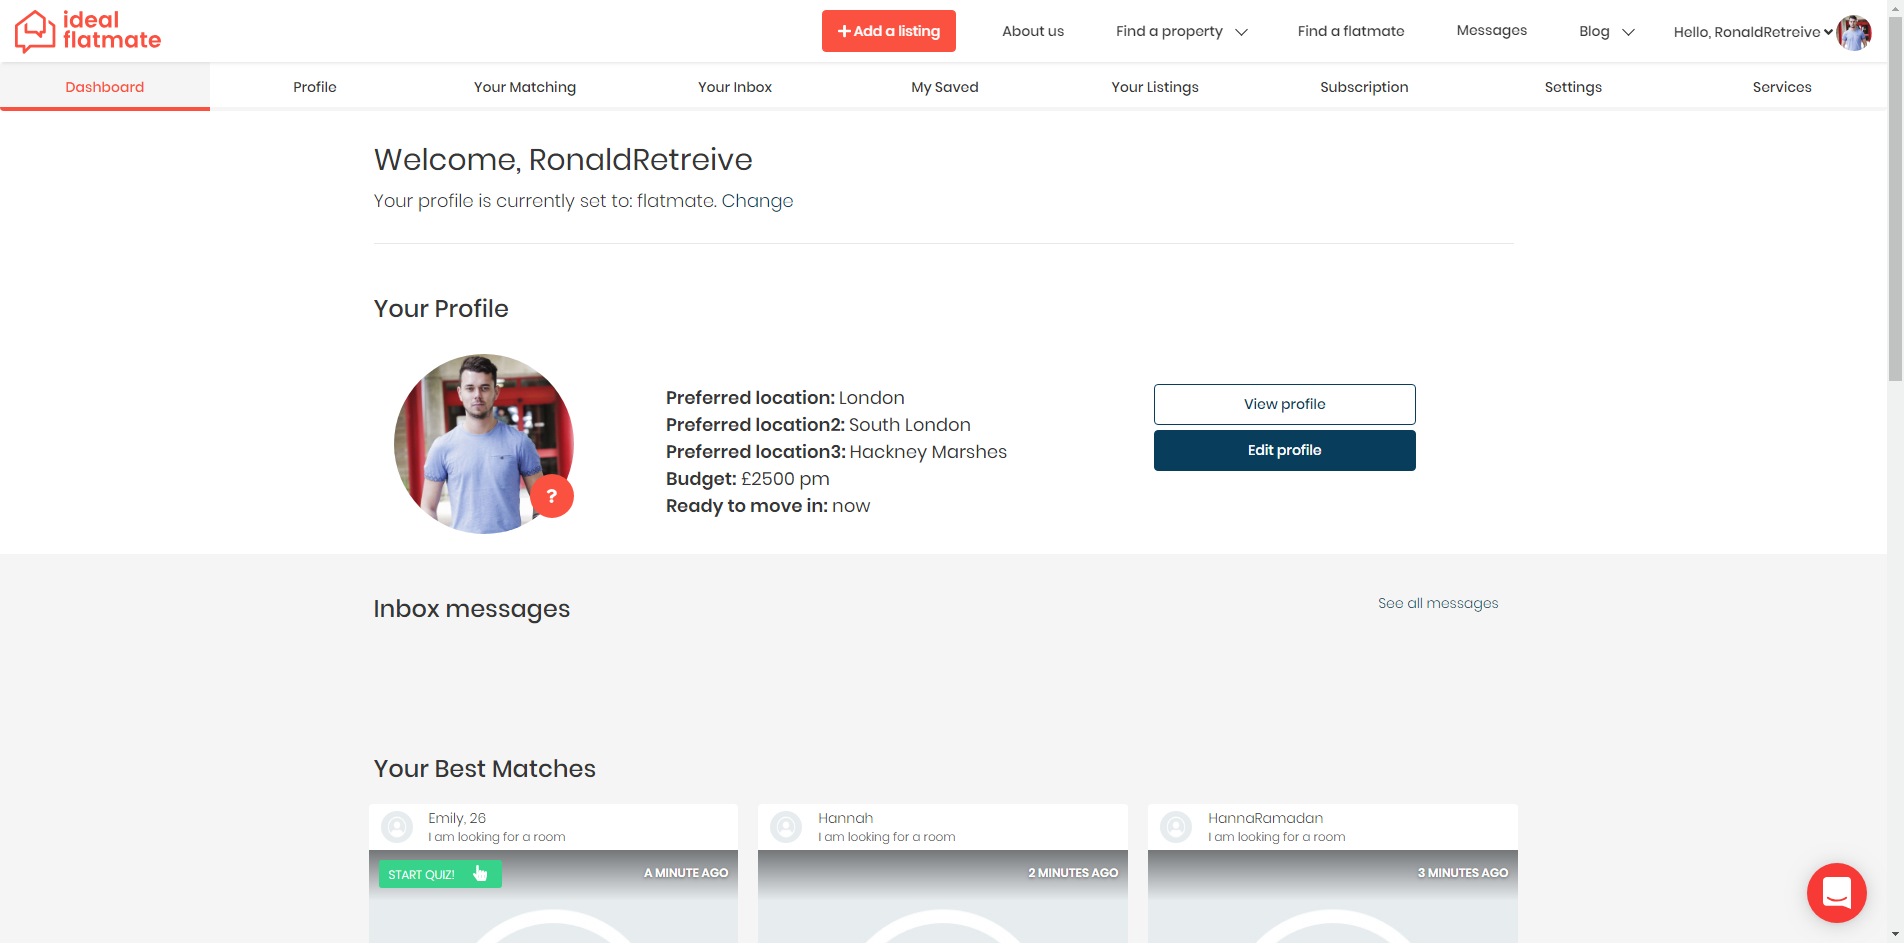 ideal
flatmate
Add a listing
About us
Find a property
Find a flatmate
Messages
Blog
Hello, RonaldRetreive
Dashboard
Profile
Your Matching
Your Inbox
My Saved
Your Listings
Subscription
Settings
Services
Welcome, RonaldRetreive
Your profile is currently set to: flatmate. Change
Your Profile
?
Preferred location: London
Preferred location2: South London
Preferred location3: Hackney Marshes
Budget: £2500 pm
Ready to move in: now
View profile
Edit profile
Inbox messages
See all messages
Your Best Matches
Emily, 26
I am looking for a room
START QUIZ!
A MINUTE AGO
Hannah
I am looking for a room
2 MINUTES AGO
HannaRamadan
I am looking for a room
3 MINUTES AGO